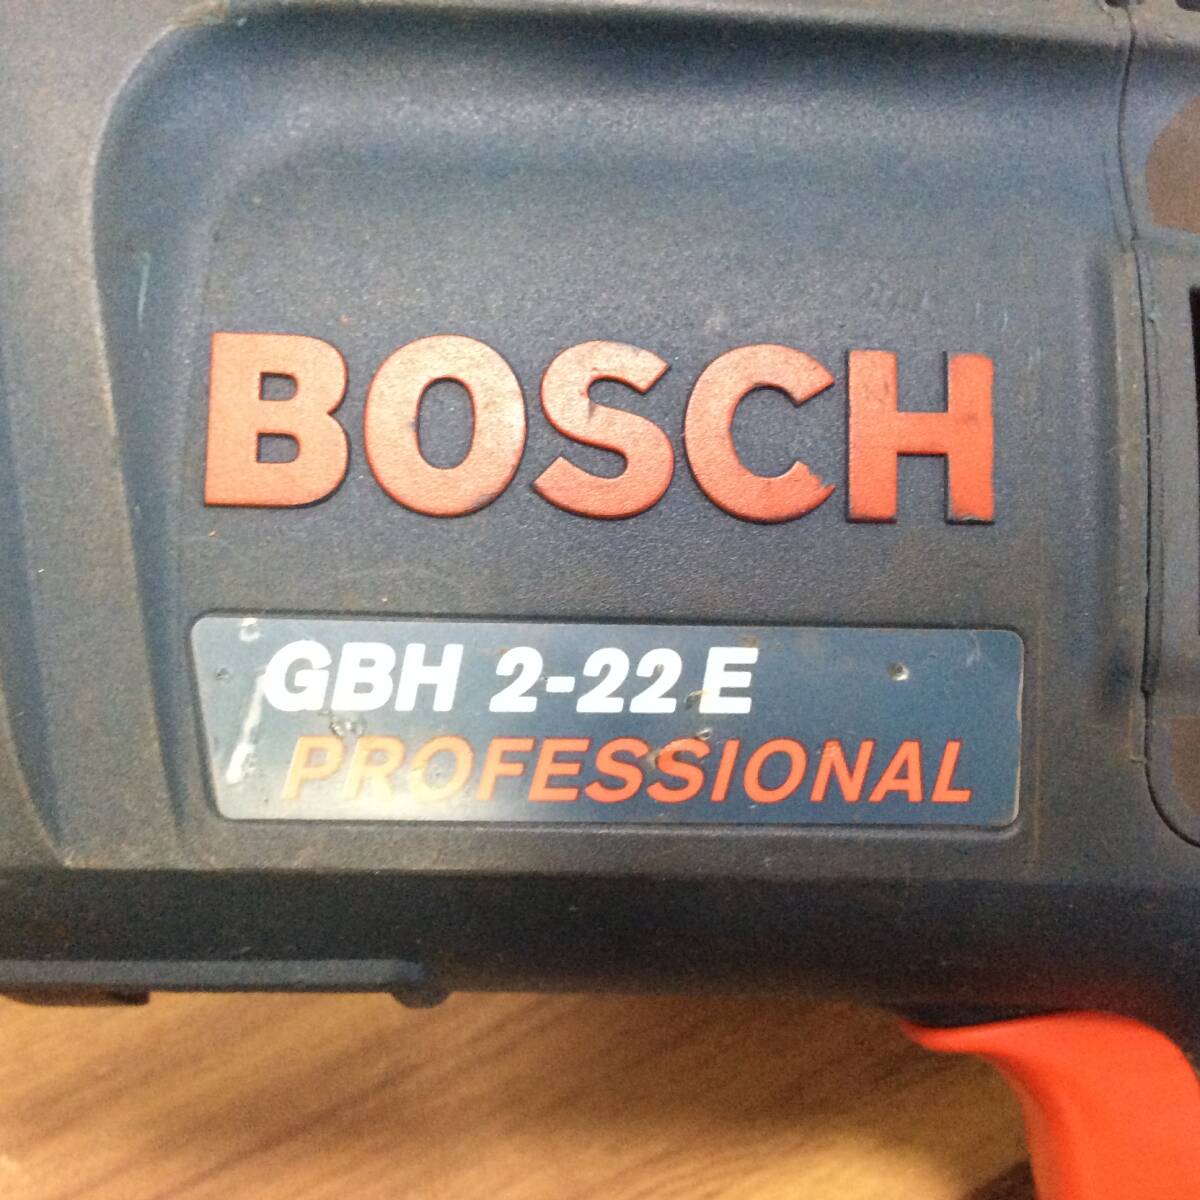 BOSCH
GBH 2-22 E
PROFESSIONAL